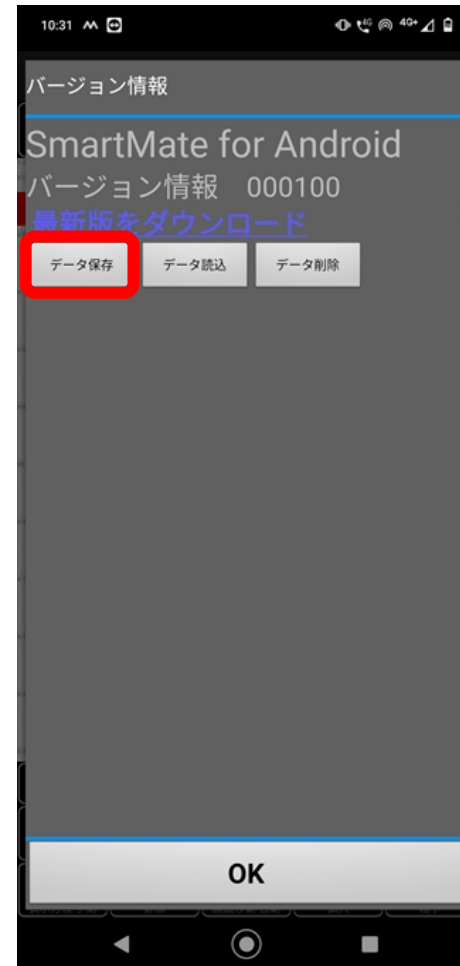 10:31 4G 4G+
バージョン情報
SmartMate for Android
バージョン情報 000100
最新版をダウンロード
データ保存 データ読込 データ削除
OK